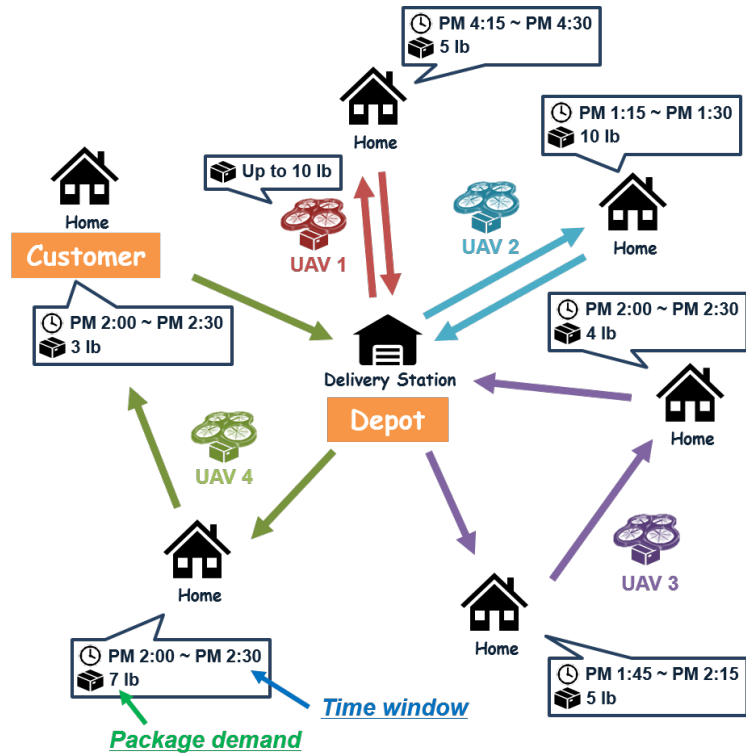 PM 4:15 ~ PM 4:30
5 lb
Home
PM 1:15 ~ PM 1:30
10 lb
Home
Up to 10 lb
UAV 1
UAV 2
Home
Customer
PM 2:00 ~ PM 2:30
3 lb
Delivery Station
Depot
PM 2:00 ~ PM 2:30
4 lb
Home
UAV 4
UAV 3
Home
Home
PM 2:00 ~ PM 2:30
7 lb
PM 1:45 ~ PM 2:15
5 lb
Time window
Package demand